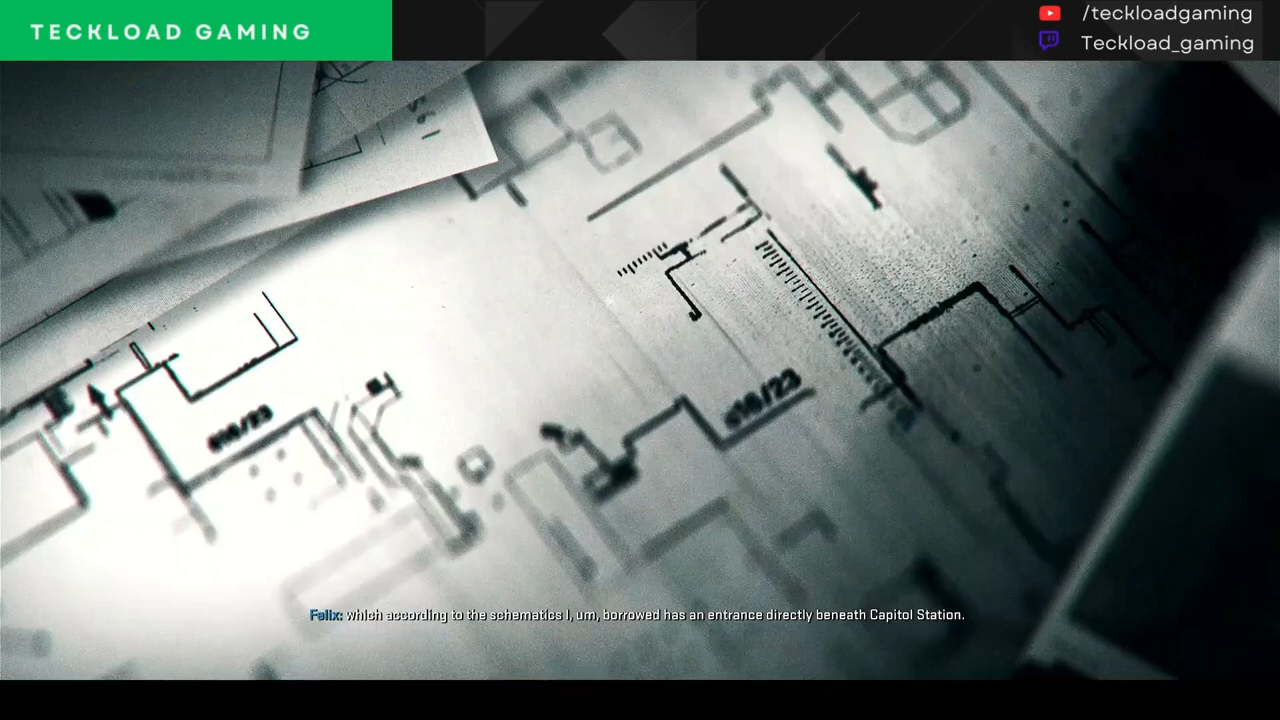 TECKLOAD GAMING
/teckloadgaming
Teckload_gaming
Felix: which according to the schematics I, um, borrowed has an entrance directly beneath Capitol Station.